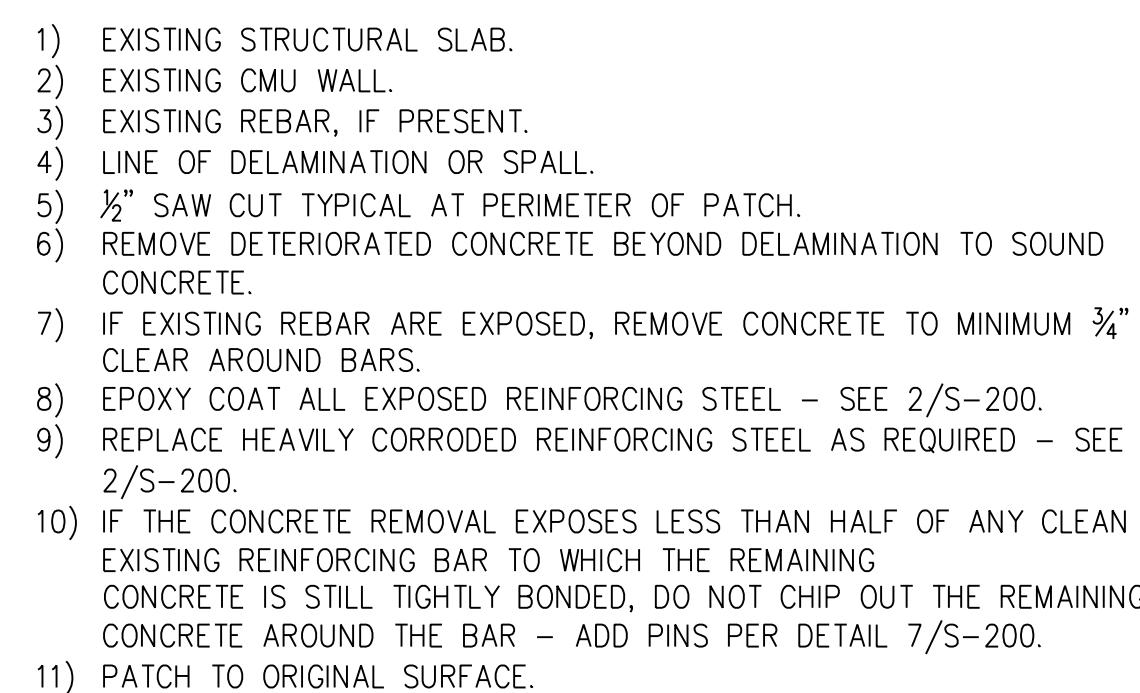 1) EXISTING STRUCTURAL SLAB.
2) EXISTING CMU WALL.
3) EXISTING REBAR, IF PRESENT.
4) LINE OF DELAMINATION OR SPALL.
5) ½” SAW CUT TYPICAL AT PERIMETER OF PATCH.
6) REMOVE DETERIORATED CONCRETE BEYOND DELAMINATION TO SOUND
CONCRETE.
7) IF EXISTING REBAR ARE EXPOSED, REMOVE CONCRETE TO MINIMUM ¾”
CLEAR AROUND BARS.
8) EPOXY COAT ALL EXPOSED REINFORCING STEEL – SEE 2/S-200.
9) REPLACE HEAVILY CORRODED REINFORCING STEEL AS REQUIRED – SEE
2/S-200.
10) IF THE CONCRETE REMOVAL EXPOSES LESS THAN HALF OF ANY CLEAN
EXISTING REINFORCING BAR TO WHICH THE REMAINING
CONCRETE IS STILL TIGHTLY BONDED, DO NOT CHIP OUT THE REMAINING
CONCRETE AROUND THE BAR – ADD PINS PER DETAIL 7/S-200.
11) PATCH TO ORIGINAL SURFACE.